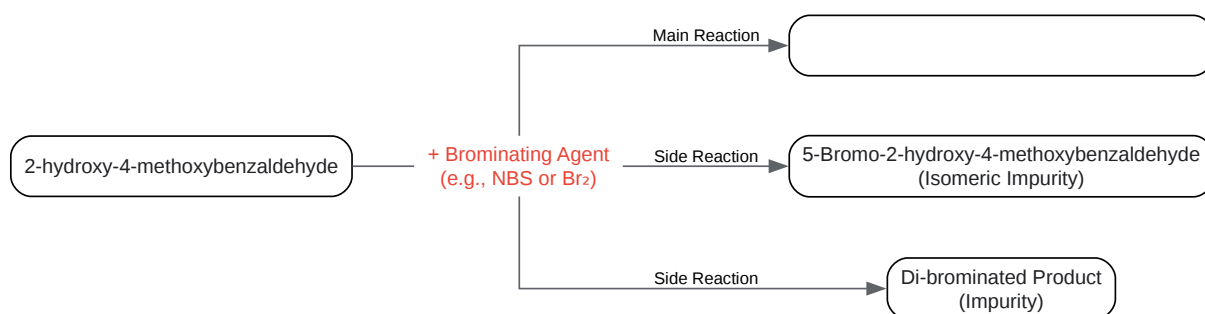 Main Reaction
2-hydroxy-4-methoxybenzaldehyde
+ Brominating Agent
(e.g., NBS or Br₂)
Side Reaction
5-Bromo-2-hydroxy-4-methoxybenzaldehyde
(Isomeric Impurity)
Side Reaction
Di-brominated Product
(Impurity)